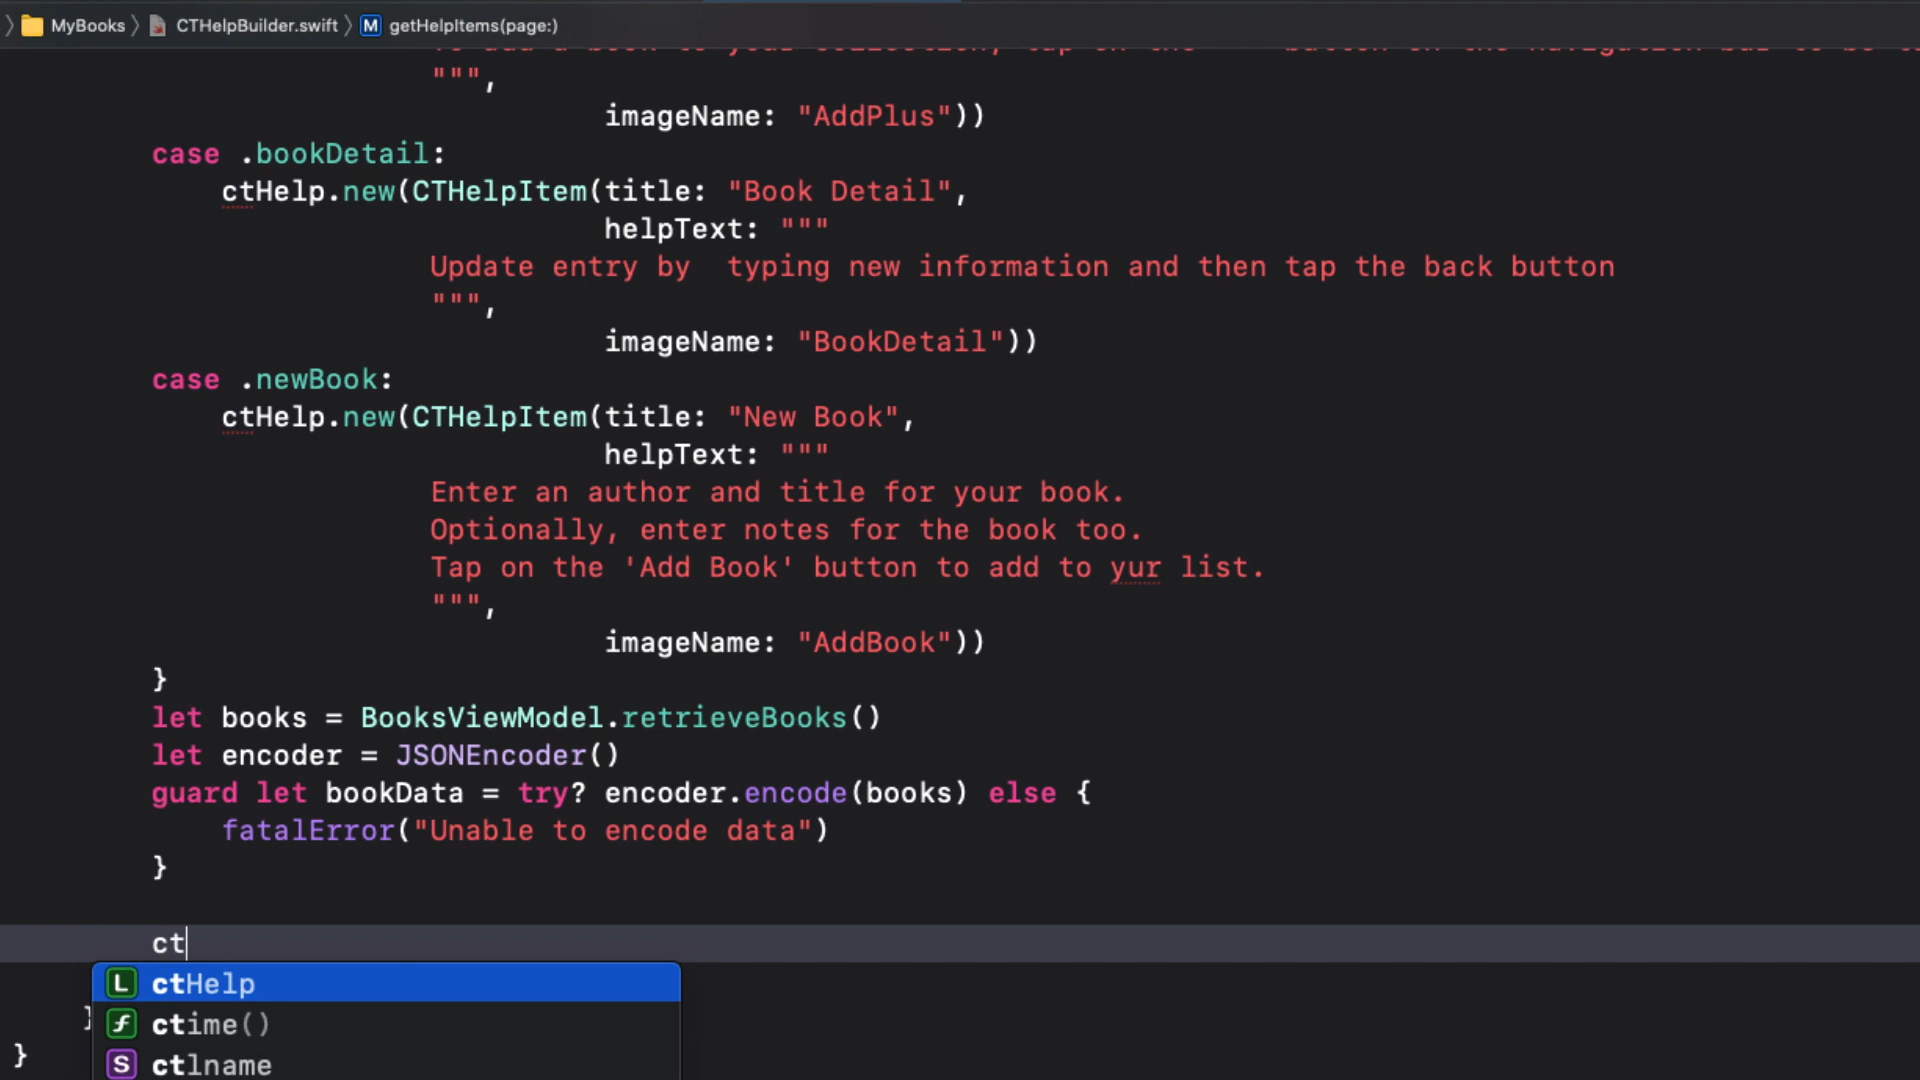 MyBooks CTHelpBuilder.swift M getHelpItems(page:)
""",
imageName: "AddPlus"))
case .bookDetail:
ctHelp.new(CTHelpItem(title: "Book Detail",
helpText: """
Update entry by  typing new information and then tap the back button
""",
imageName: "BookDetail"))
case .newBook:
ctHelp.new(CTHelpItem(title: "New Book",
helpText: """
Enter an author and title for your book.
Optionally, enter notes for the book too.
Tap on the 'Add Book' button to add to yur list.
""",
imageName: "AddBook"))
}
let books = BooksViewModel.retrieveBooks()
let encoder = JSONEncoder()
guard let bookData = try? encoder.encode(books) else {
fatalError("Unable to encode data")
}
ct
L ctHelp
}
f ctime()
}
S ctlname